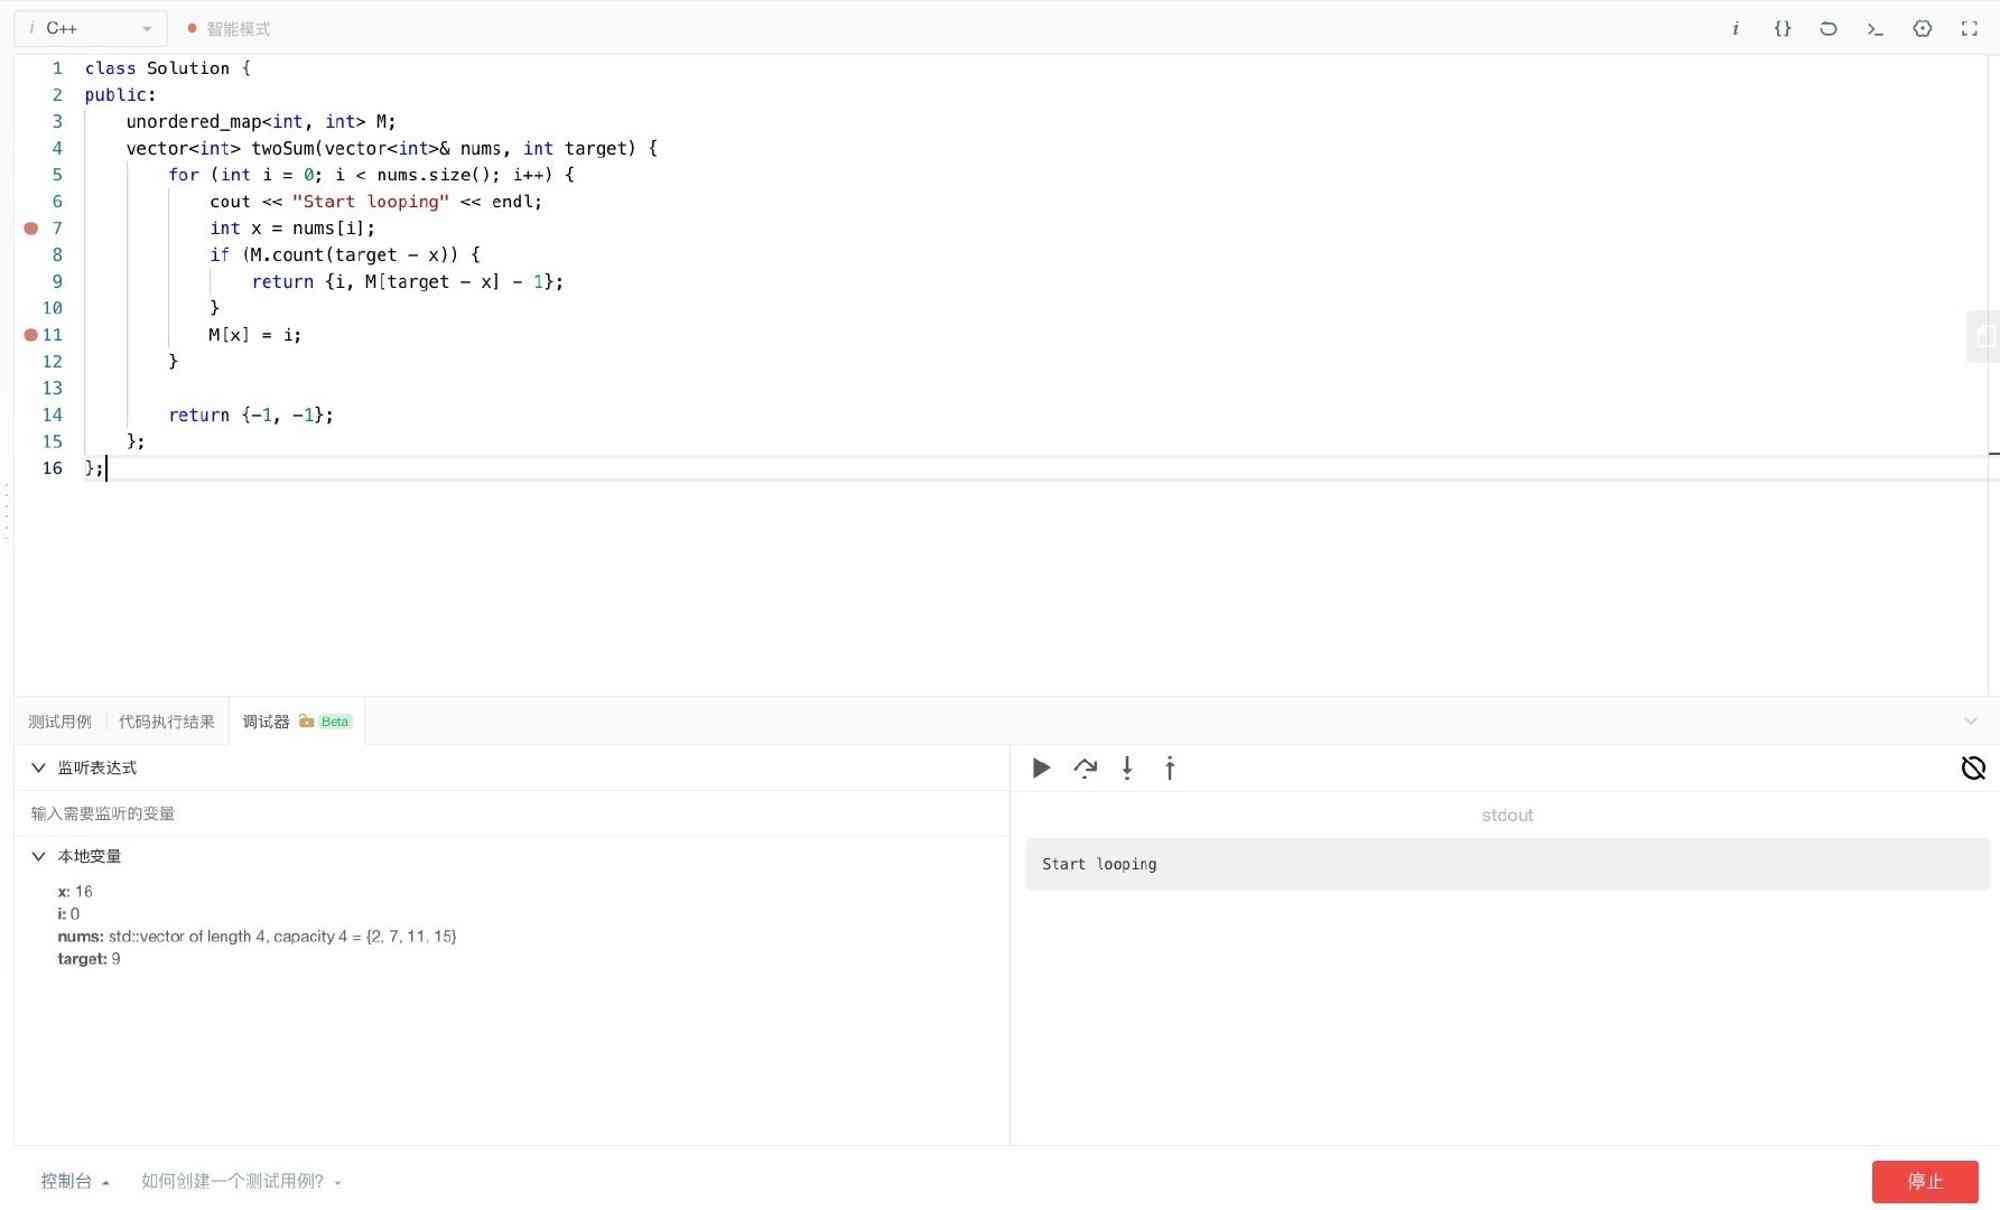 i C++ 智能模式 i {} >_
1 class Solution {
2 public:
3 unordered_map<int, int> M;
4 vector<int> twoSum(vector<int>& nums, int target) {
5 for (int i = 0; i < nums.size(); i++) {
6 cout << "Start looping" << endl;
7 int x = nums[i];
8 if (M.count(target - x)) {
9 return {i, M[target - x] - 1};
10 }
11 M[x] = i;
12 }
13
14 return {-1, -1};
15 };
16 };
测试用例 代码执行结果 调试器 Beta
监听表达式
输入需要监听的变量
本地变量
x: 16
i: 0
nums: std::vector of length 4, capacity 4 = {2, 7, 11, 15}
target: 9
stdout
Start looping
控制台 如何创建一个测试用例? 停止